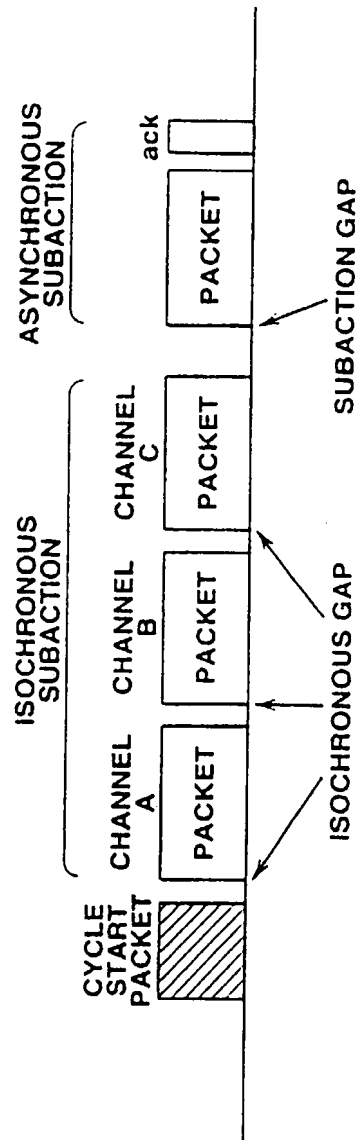 ISOCHRONOUS
SUBACTION
ASYNCHRONOUS
SUBACTION
CYCLE
START
PACKET
CHANNEL
A
CHANNEL
B
CHANNEL
C
ack
PACKET
PACKET
PACKET
PACKET
ISOCHRONOUS GAP
SUBACTION GAP